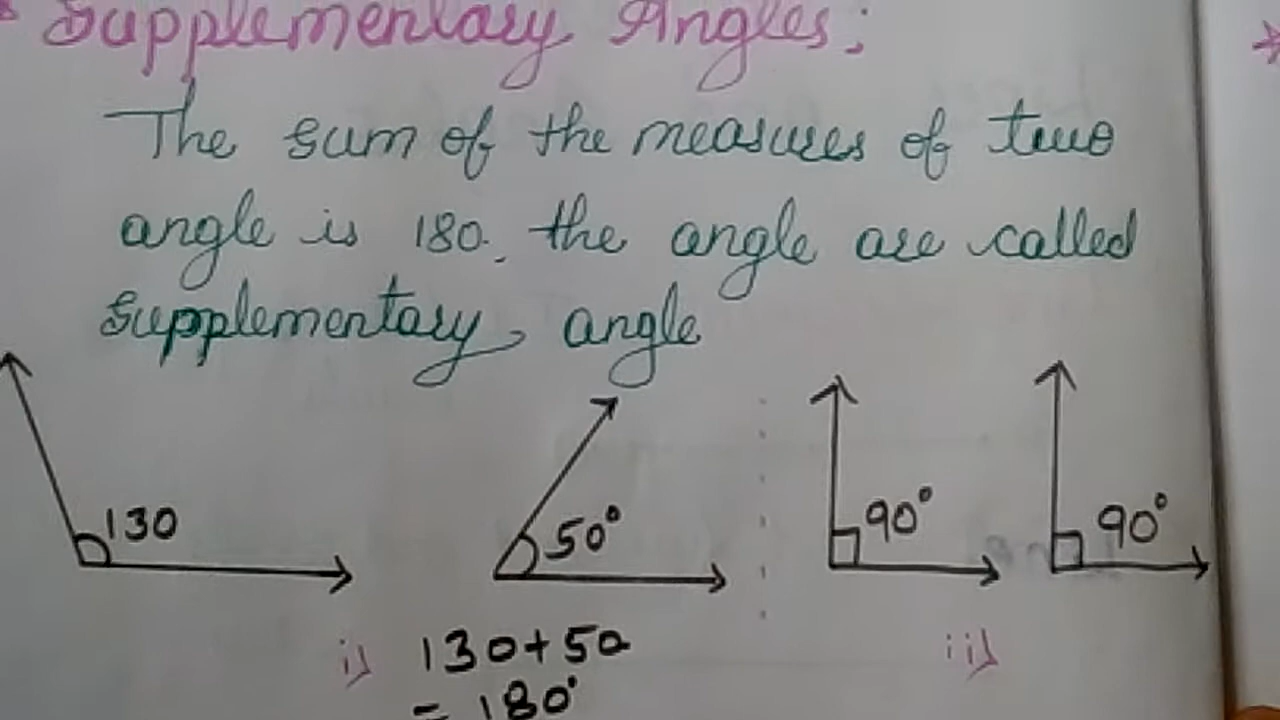 Supplementary Angles:
The sum of the measures of two
angle is 180. the angle are called
Supplementary angle
130
50°
90°
90°
i) 130+50
= 180°
ii)